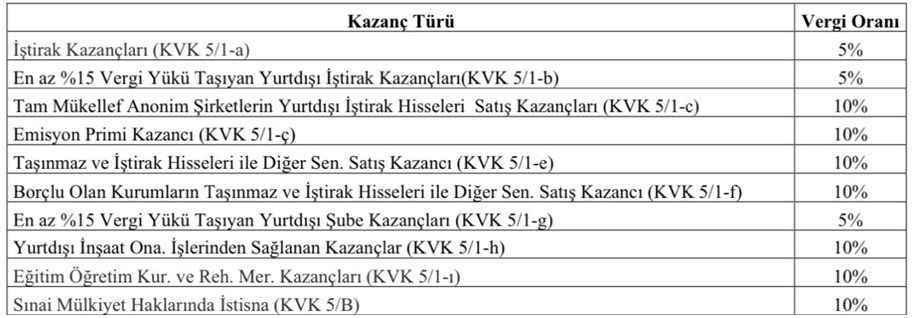 Kazanç Türü Vergi Oranı
İştirak Kazançları (KVK 5/1-a) 5%
En az %15 Vergi Yükü Taşıyan Yurtdışı İştirak Kazançları(KVK 5/1-b) 5%
Tam Mükellef Anonim Şirketlerin Yurtdışı İştirak Hisseleri Satış Kazançları (KVK 5/1-c) 10%
Emisyon Primi Kazancı (KVK 5/1-ç) 10%
Taşınmaz ve İştirak Hisseleri ile Diğer Sen. Satış Kazancı (KVK 5/1-e) 10%
Borçlu Olan Kurumların Taşınmaz ve İştirak Hisseleri ile Diğer Sen. Satış Kazancı (KVK 5/1-f) 10%
En az %15 Vergi Yükü Taşıyan Yurtdışı Şube Kazançları (KVK 5/1-g) 5%
Yurtdışı İnşaat Ona. İşlerinden Sağlanan Kazançlar (KVK 5/1-h) 10%
Eğitim Öğretim Kur. ve Reh. Mer. Kazançları (KVK 5/1-ı) 10%
Sınai Mülkiyet Haklarında İstisna (KVK 5/B) 10%